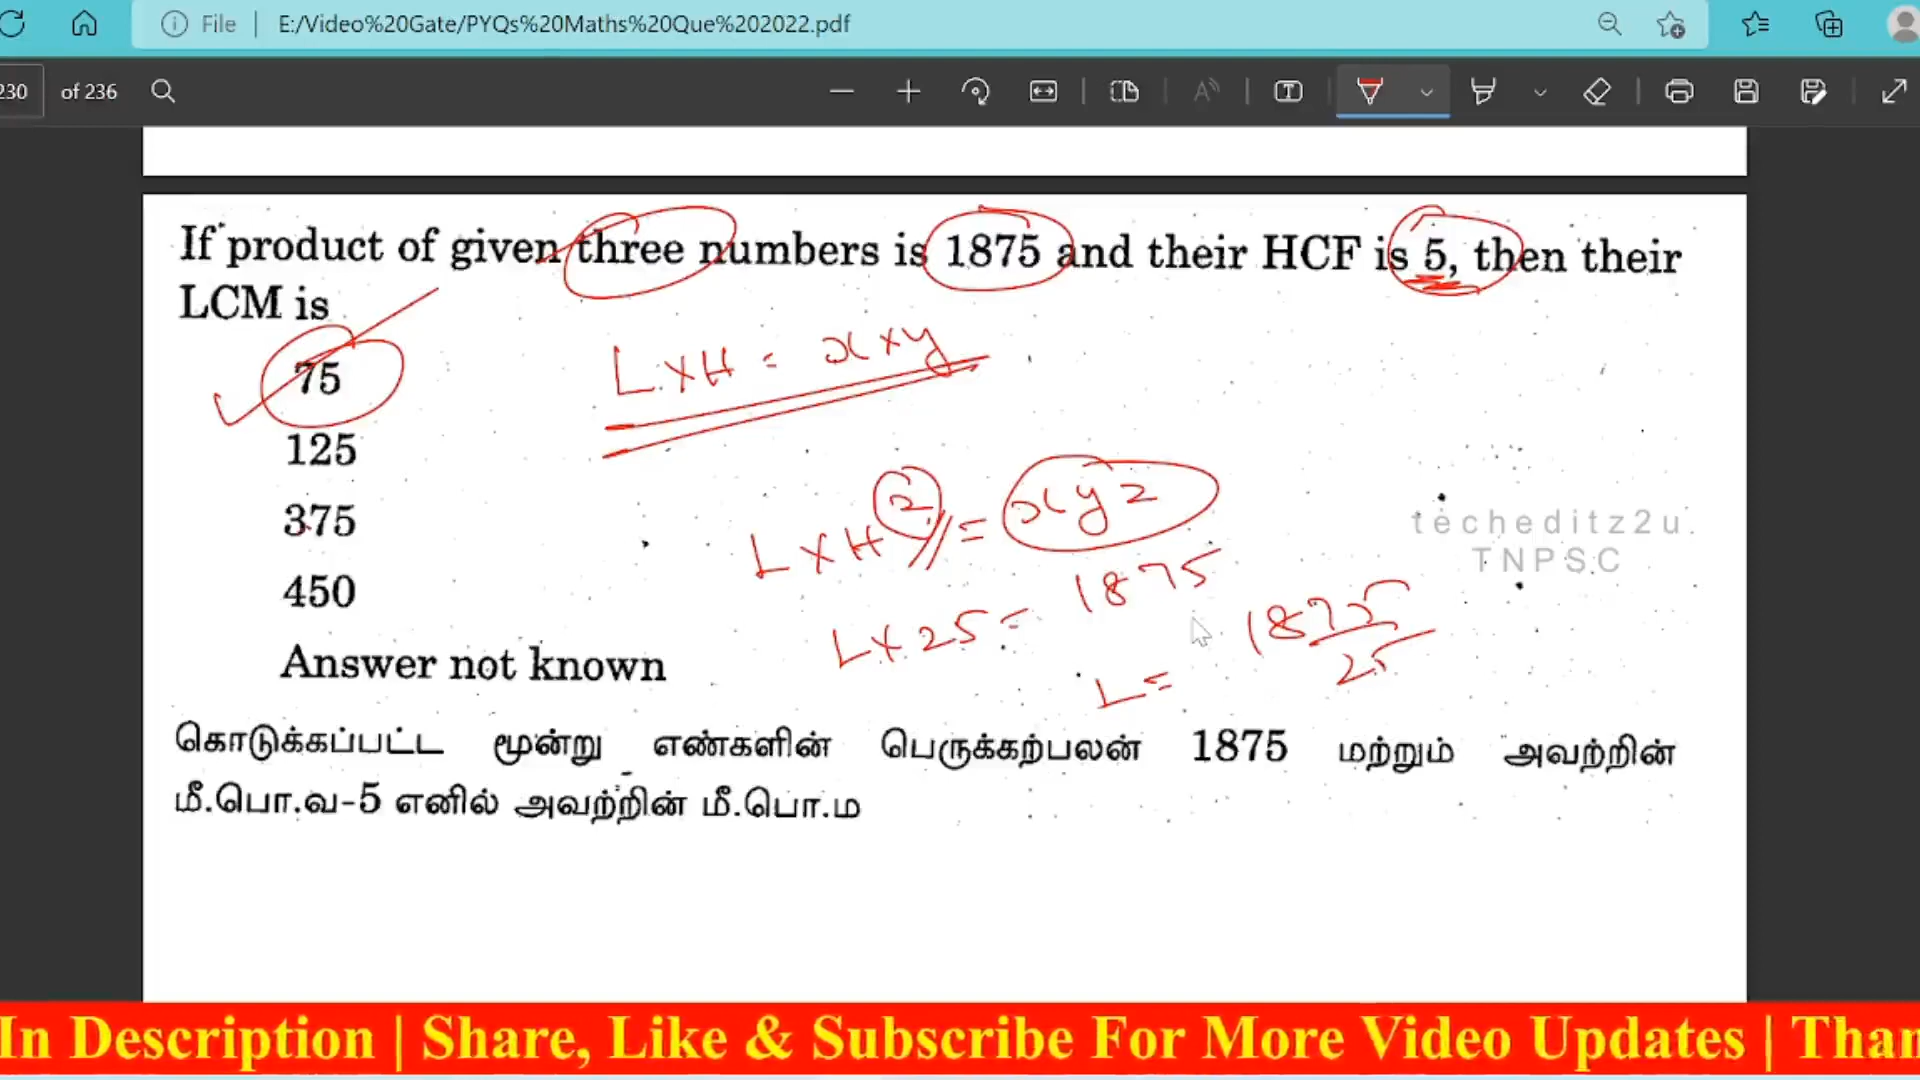 File | E:/Video%20Gate/PYQs%20Maths%20Que%202022.pdf
230 of 236
If product of given three numbers is 1875 and their HCF is 5, then their
LCM is
75
125
375
450
Answer not known
L x H = x x y
L x H² = xyz
L x 25 = 1875
L = 1875/25
techeditz2u.
TNPSC
கொடுக்கப்பட்ட மூன்று எண்களின் பெருக்கற்பலன் 1875 மற்றும் அவற்றின்
மீ.பொ.வ-5 எனில் அவற்றின் மீ.பொ.ம
In Description | Share, Like & Subscribe For More Video Updates | Than